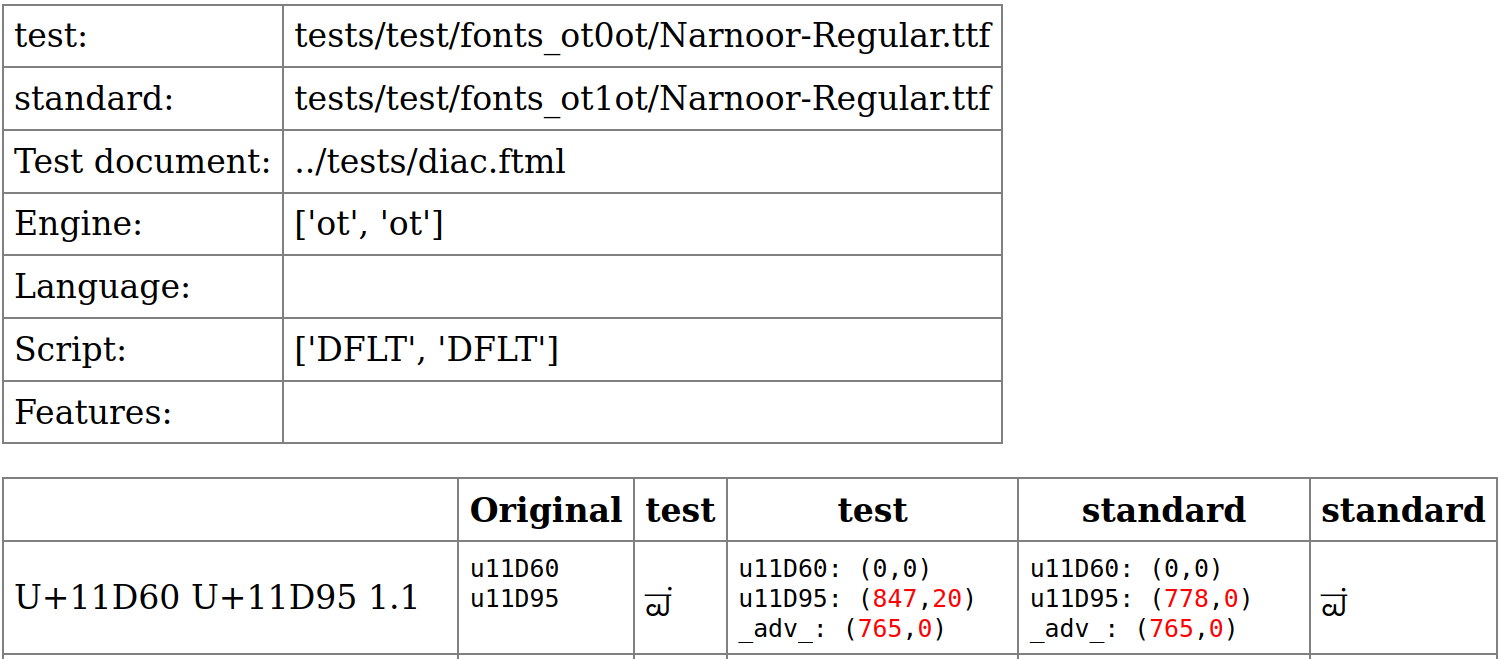 test: tests/test/fonts_ot0ot/Narnoor-Regular.ttf
standard: tests/test/fonts_ot1ot/Narnoor-Regular.ttf
Test document: ../tests/diac.ftml
Engine: ['ot', 'ot']
Language:
Script: ['DFLT', 'DFLT']
Features:
Original test test standard standard
U+11D60 U+11D95 1.1
u11D60
u11D95
𑵠𑶕
u11D60: (0,0)
u11D95: (847,20)
_adv_: (765,0)
u11D60: (0,0)
u11D95: (778,0)
_adv_: (765,0)
𑵠𑶕